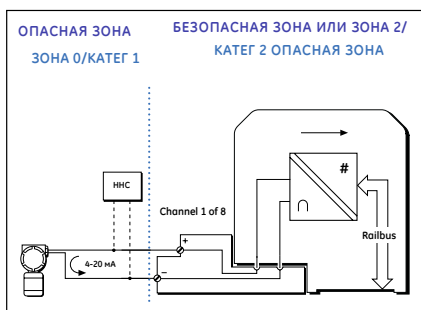 ОПАСНАЯ ЗОНА
ЗОНА 0/КАТЕГ 1
БЕЗОПАСНАЯ ЗОНА ИЛИ ЗОНА 2/
КАТЕГ 2 ОПАСНАЯ ЗОНА
HHC
Channel 1 of 8
+
#
∩
Railbus
4-20 мА
–